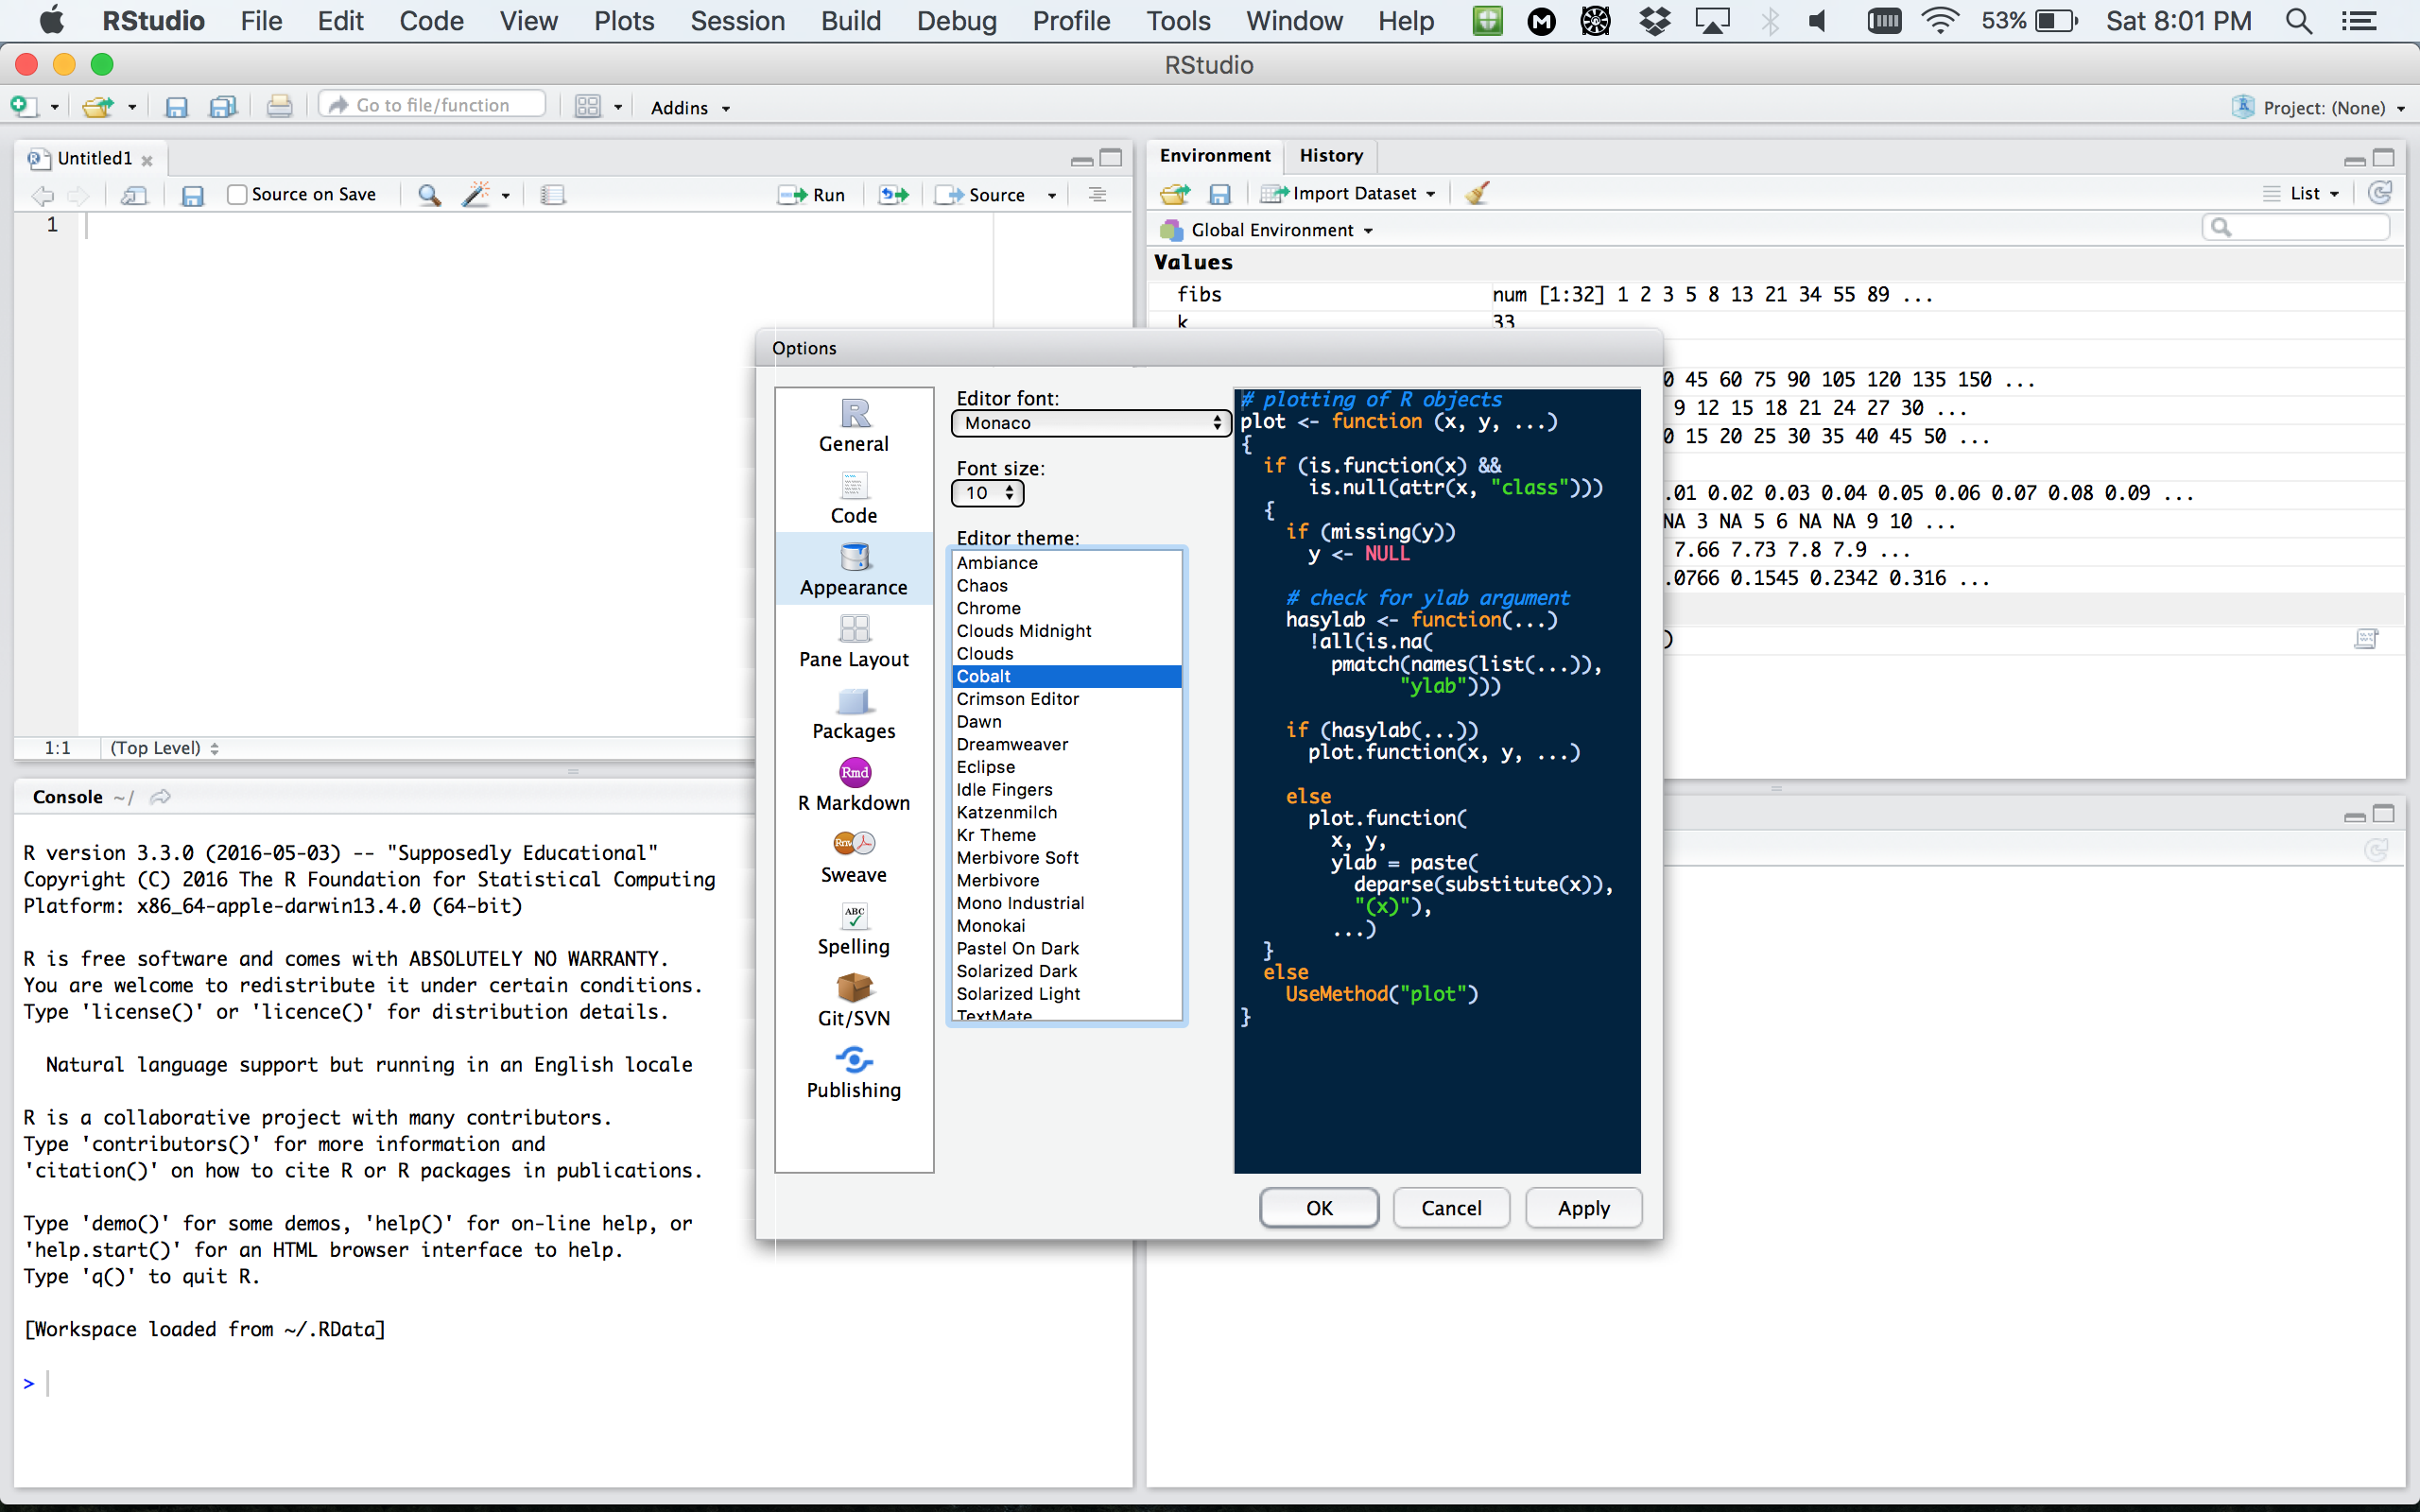 RStudio File Edit Code View Plots Session Build Debug Profile Tools Window Help 53% Sat 8:01 PM
RStudio
Go to file/function Addins Project: (None)
Untitled1
Source on Save Run Source
1
1:1 (Top Level)
Environment History
Import Dataset List
Global Environment
Values
fibs num [1:32] 1 2 3 5 8 13 21 34 55 89 ...
k 33
0 45 60 75 90 105 120 135 150 ...
9 12 15 18 21 24 27 30 ...
0 15 20 25 30 35 40 45 50 ...
.01 0.02 0.03 0.04 0.05 0.06 0.07 0.08 0.09 ...
NA 3 NA 5 6 NA NA 9 10 ...
7.66 7.73 7.8 7.9 ...
.0766 0.1545 0.2342 0.316 ...
)
Console ~/
R version 3.3.0 (2016-05-03) -- "Supposedly Educational"
Copyright (C) 2016 The R Foundation for Statistical Computing
Platform: x86_64-apple-darwin13.4.0 (64-bit)
R is free software and comes with ABSOLUTELY NO WARRANTY.
You are welcome to redistribute it under certain conditions.
Type 'license()' or 'licence()' for distribution details.
Natural language support but running in an English locale
R is a collaborative project with many contributors.
Type 'contributors()' for more information and
'citation()' on how to cite R or R packages in publications.
Type 'demo()' for some demos, 'help()' for on-line help, or
'help.start()' for an HTML browser interface to help.
Type 'q()' to quit R.
[Workspace loaded from ~/.RData]
>
Options
R
General
Code
Appearance
Pane Layout
Packages
Rmd
R Markdown
Rnw
Sweave
ABC
Spelling
Git/SVN
Publishing
Editor font:
Monaco
Font size:
10
Editor theme:
Ambiance
Chaos
Chrome
Clouds Midnight
Clouds
Cobalt
Crimson Editor
Dawn
Dreamweaver
Eclipse
Idle Fingers
Katzenmilch
Kr Theme
Merbivore Soft
Merbivore
Mono Industrial
Monokai
Pastel On Dark
Solarized Dark
Solarized Light
TextMate
# plotting of R objects
plot <- function (x, y, ...)
{
if (is.function(x) &&
is.null(attr(x, "class")))
{
if (missing(y))
y <- NULL
# check for ylab argument
hasylab <- function(...)
!all(is.na(
pmatch(names(list(...)),
"ylab")))
if (hasylab(...))
plot.function(x, y, ...)
else
plot.function(
x, y,
ylab = paste(
deparse(substitute(x)),
"(x)"),
...)
}
else
UseMethod("plot")
}
OK Cancel Apply